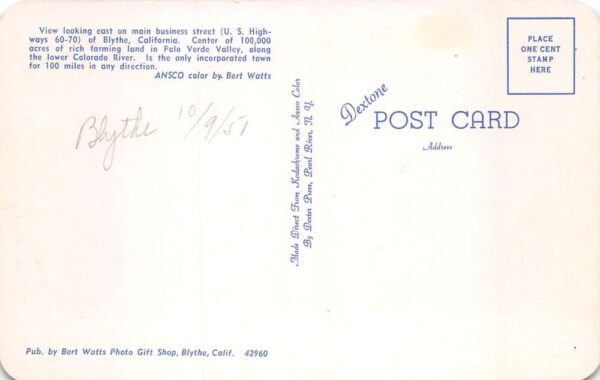 View looking east on main business street (U. S. High-
ways 60-70) of Blythe, California. Center of 100,000
acres of rich farming land in Palo Verde Valley, along
the lower Colorado River. Is the only incorporated town
for 100 miles in any direction.
ANSCO color by Bert Watts
Blythe 10/9/51
Pub. by Bert Watts Photo Gift Shop, Blythe, Calif. 42960
Made Direct From Kodachrome and Ansco Color
By Dexter Press, Pearl River, N. Y.
Dextone
POST CARD
Address
PLACE
ONE CENT
STAMP
HERE